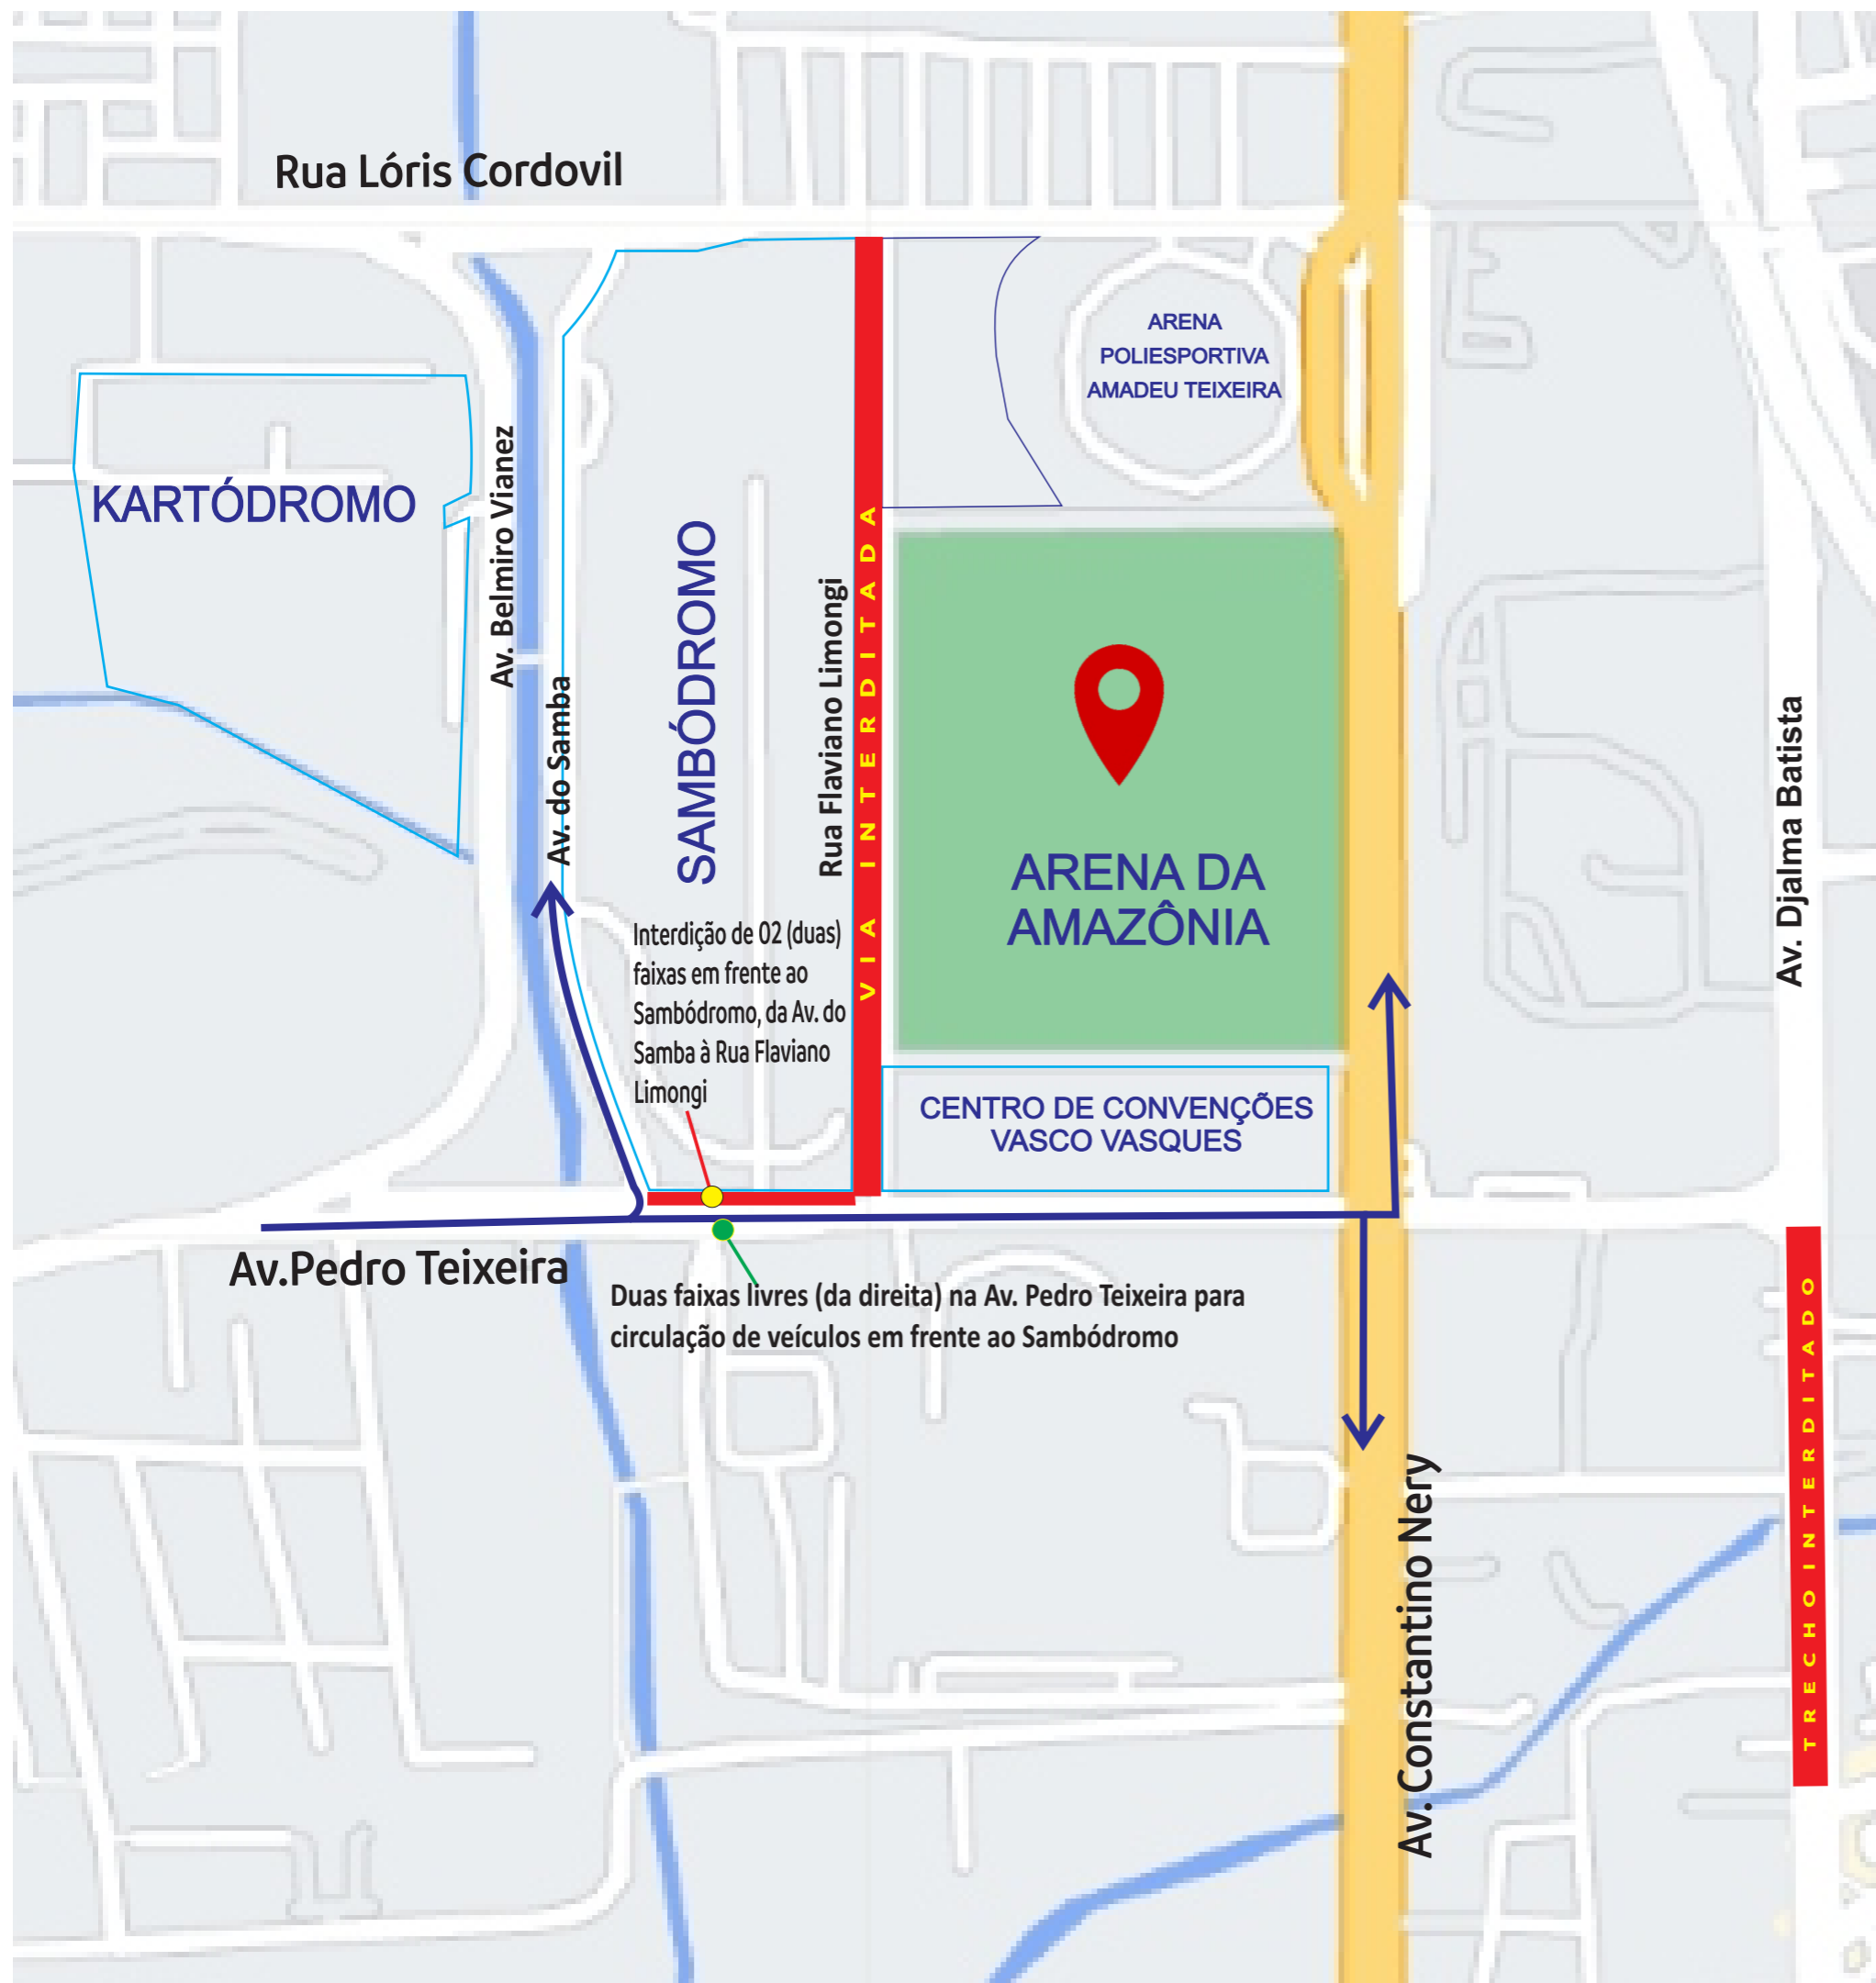 Rua Lóris Cordovil
ARENA
POLIESPORTIVA
AMADEU TEIXEIRA
KARTÓDROMO
Av. Belmiro Vianez
Av. do Samba
SAMBÓDROMO
Rua Flaviano Limongi
VIA INTERDITADA
ARENA DA
AMAZÔNIA
Av. Djalma Batista
Interdição de 02 (duas)
faixas em frente ao
Sambódromo, da Av. do
Samba à Rua Flaviano
Limongi
CENTRO DE CONVENÇÕES
VASCO VASQUES
Av.Pedro Teixeira
Duas faixas livres (da direita) na Av. Pedro Teixeira para
circulação de veículos em frente ao Sambódromo
Av. Constantino Nery
TRECHO INTERDITADO